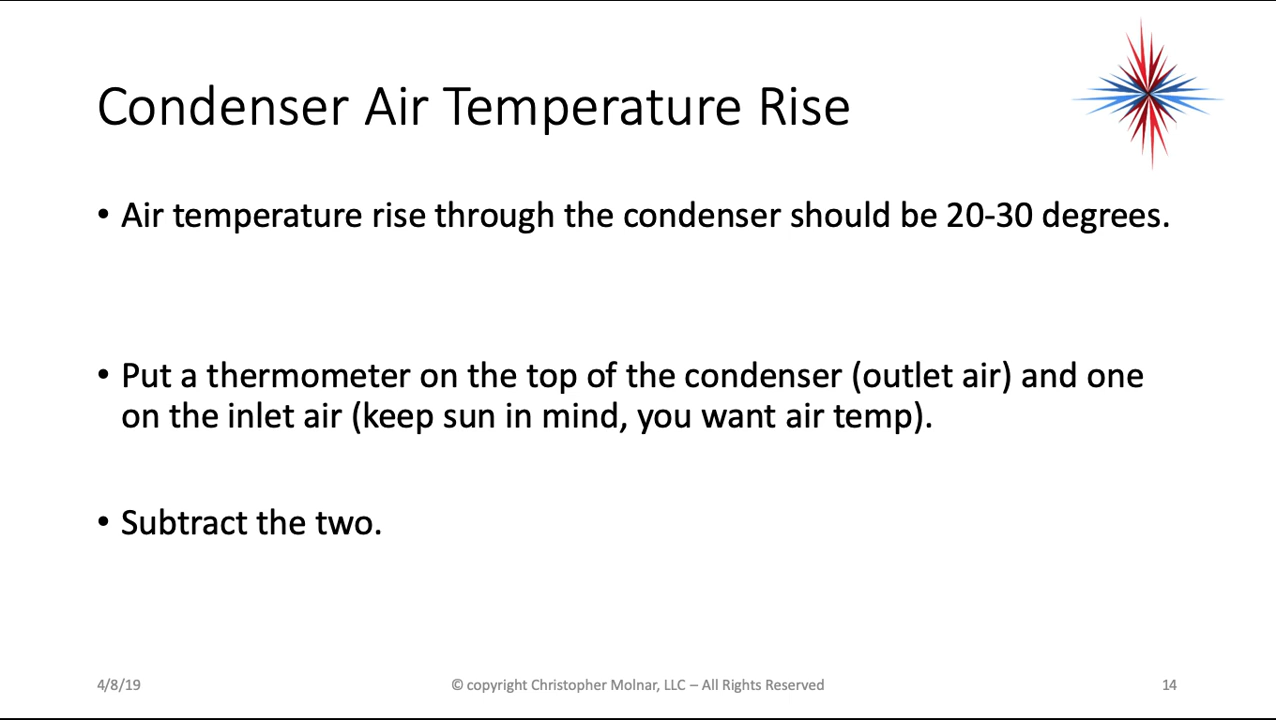 Condenser Air Temperature Rise
• Air temperature rise through the condenser should be 20-30 degrees.
• Put a thermometer on the top of the condenser (outlet air) and one
on the inlet air (keep sun in mind, you want air temp).
• Subtract the two.
4/8/19
© copyright Christopher Molnar, LLC – All Rights Reserved
14